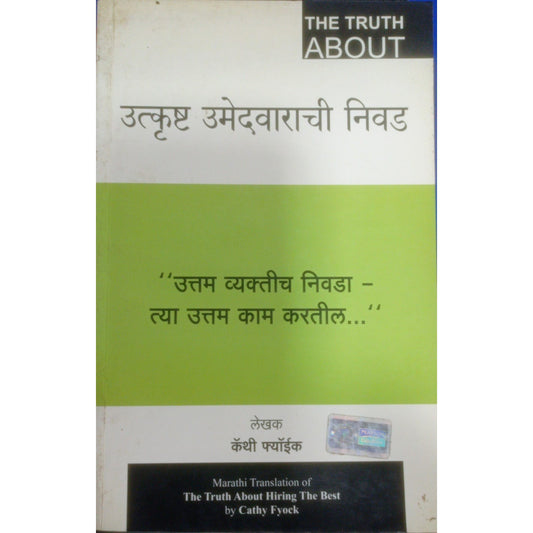 THE TRUTH
ABOUT
उत्कृष्ट उमेदवाराची निवड
‘‘उत्तम व्यक्तीच निवडा –
त्या उत्तम काम करतील...‘‘
लेखक
कॅथी फ्यॉईक
Marathi Translation of
The Truth About Hiring The Best
by Cathy Fyock